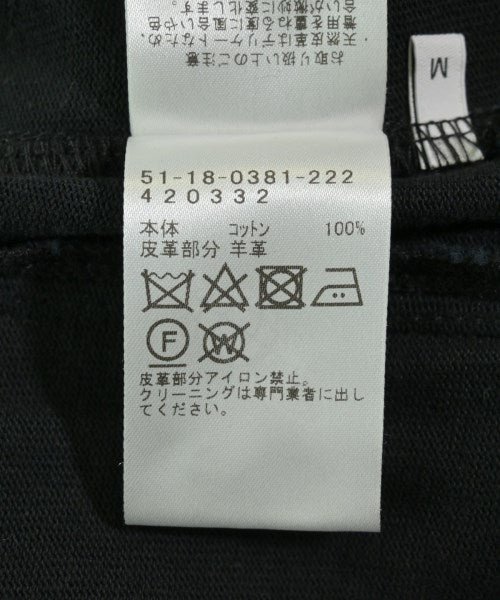 お取り扱い上のご注意
・天然皮革はデリケートなため、
着用を重ねる度に風合いや色
合いが微妙に変化します。
M
51-18-0381-222
420332
本体 コットン 100%
皮革部分 羊革
F W
皮革部分アイロン禁止。
クリーニングは専門業者に出し
てください。